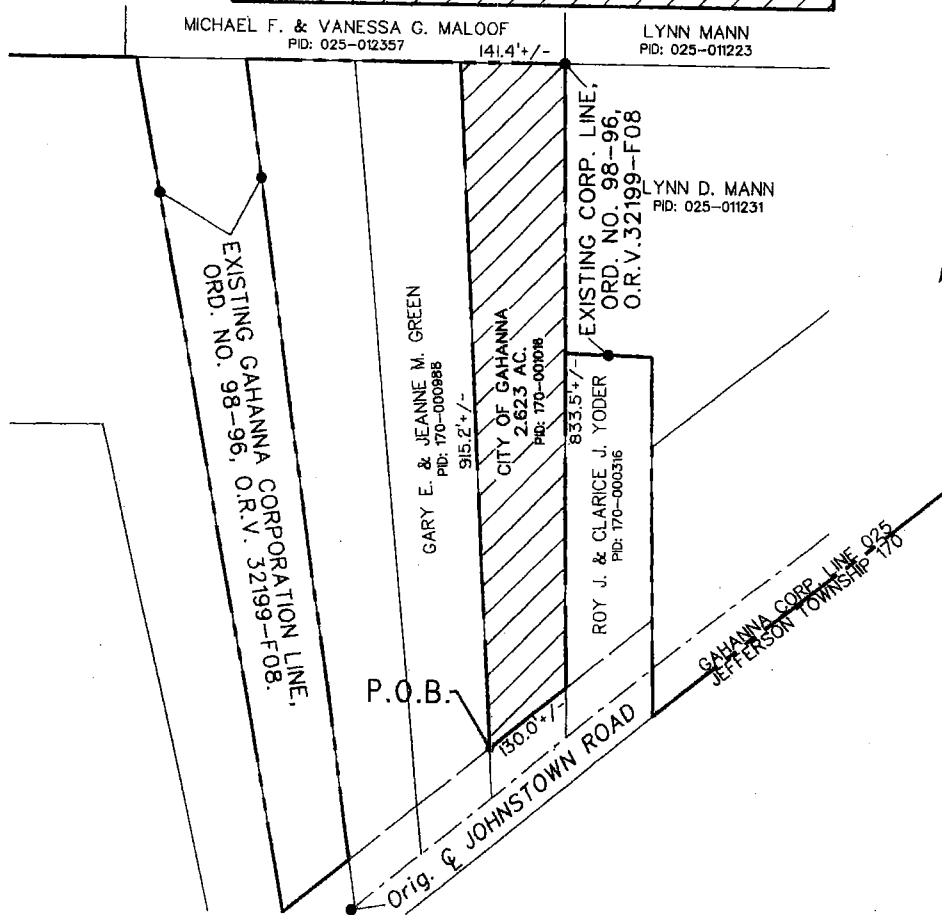 MICHAEL F. & VANESSA G. MALOOF
PID: 025-012357
141.4'+/-
LYNN MANN
PID: 025-011223
EXISTING CORP. LINE,
ORD. NO. 98-96,
O.R.V.32199-F08
LYNN D. MANN
PID: 025-011231
EXISTING GAHANNA CORPORATION LINE,
ORD. NO. 98-96, O.R.V. 32199-F08.
GARY E. & JEANNE M. GREEN
PID: 170-000988
915.2'+/-
CITY OF GAHANNA
2.623 AC.
PID: 170-001018
833.5'+/-
ROY J. & CLARICE J. YODER
PID: 170-000316
GAHANNA CORP. LINE 025
JEFFERSON TOWNSHIP 170
P.O.B.
130.0'+/-
Orig. ℄ JOHNSTOWN ROAD